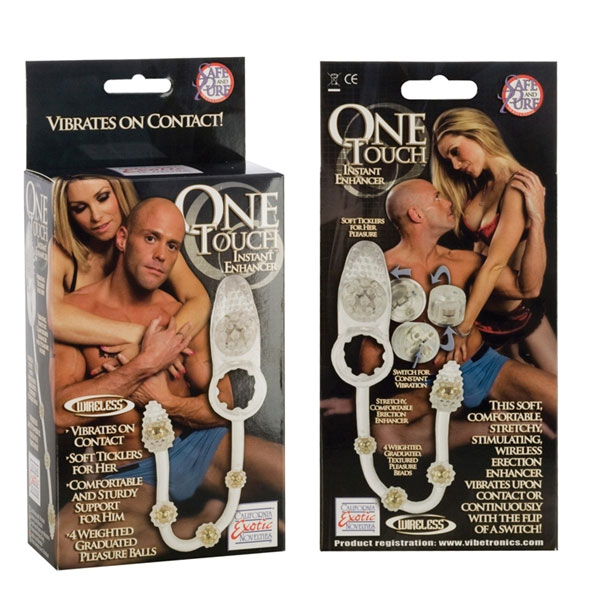 SAFE AND PURE
VIBRATES ON CONTACT!
ONE
TOUCH
INSTANT
ENHANCER
WIRELESS
• VIBRATES ON
CONTACT
• SOFT TICKLERS
FOR HER
• COMFORTABLE
AND STURDY
SUPPORT
FOR HIM
• 4 WEIGHTED
GRADUATED
PLEASURE BALLS
CALIFORNIA
Exotic
NOVELTIES
CE
SAFE AND PURE
ONE
TOUCH
INSTANT
ENHANCER
SOFT TICKLERS
FOR HER
PLEASURE
SWITCH FOR
CONSTANT
VIBRATION
STRETCHY,
COMFORTABLE
ERECTION
ENHANCER
4 WEIGHTED,
GRADUATED,
TEXTURED
PLEASURE BEADS
THIS SOFT,
COMFORTABLE,
STRETCHY,
STIMULATING,
WIRELESS
ERECTION
ENHANCER
VIBRATES UPON
CONTACT OR
CONTINUOUSLY
WITH THE FLIP
OF A SWITCH!
CALIFORNIA
Exotic
NOVELTIES
WIRELESS
Product registration: www.vibetronics.com